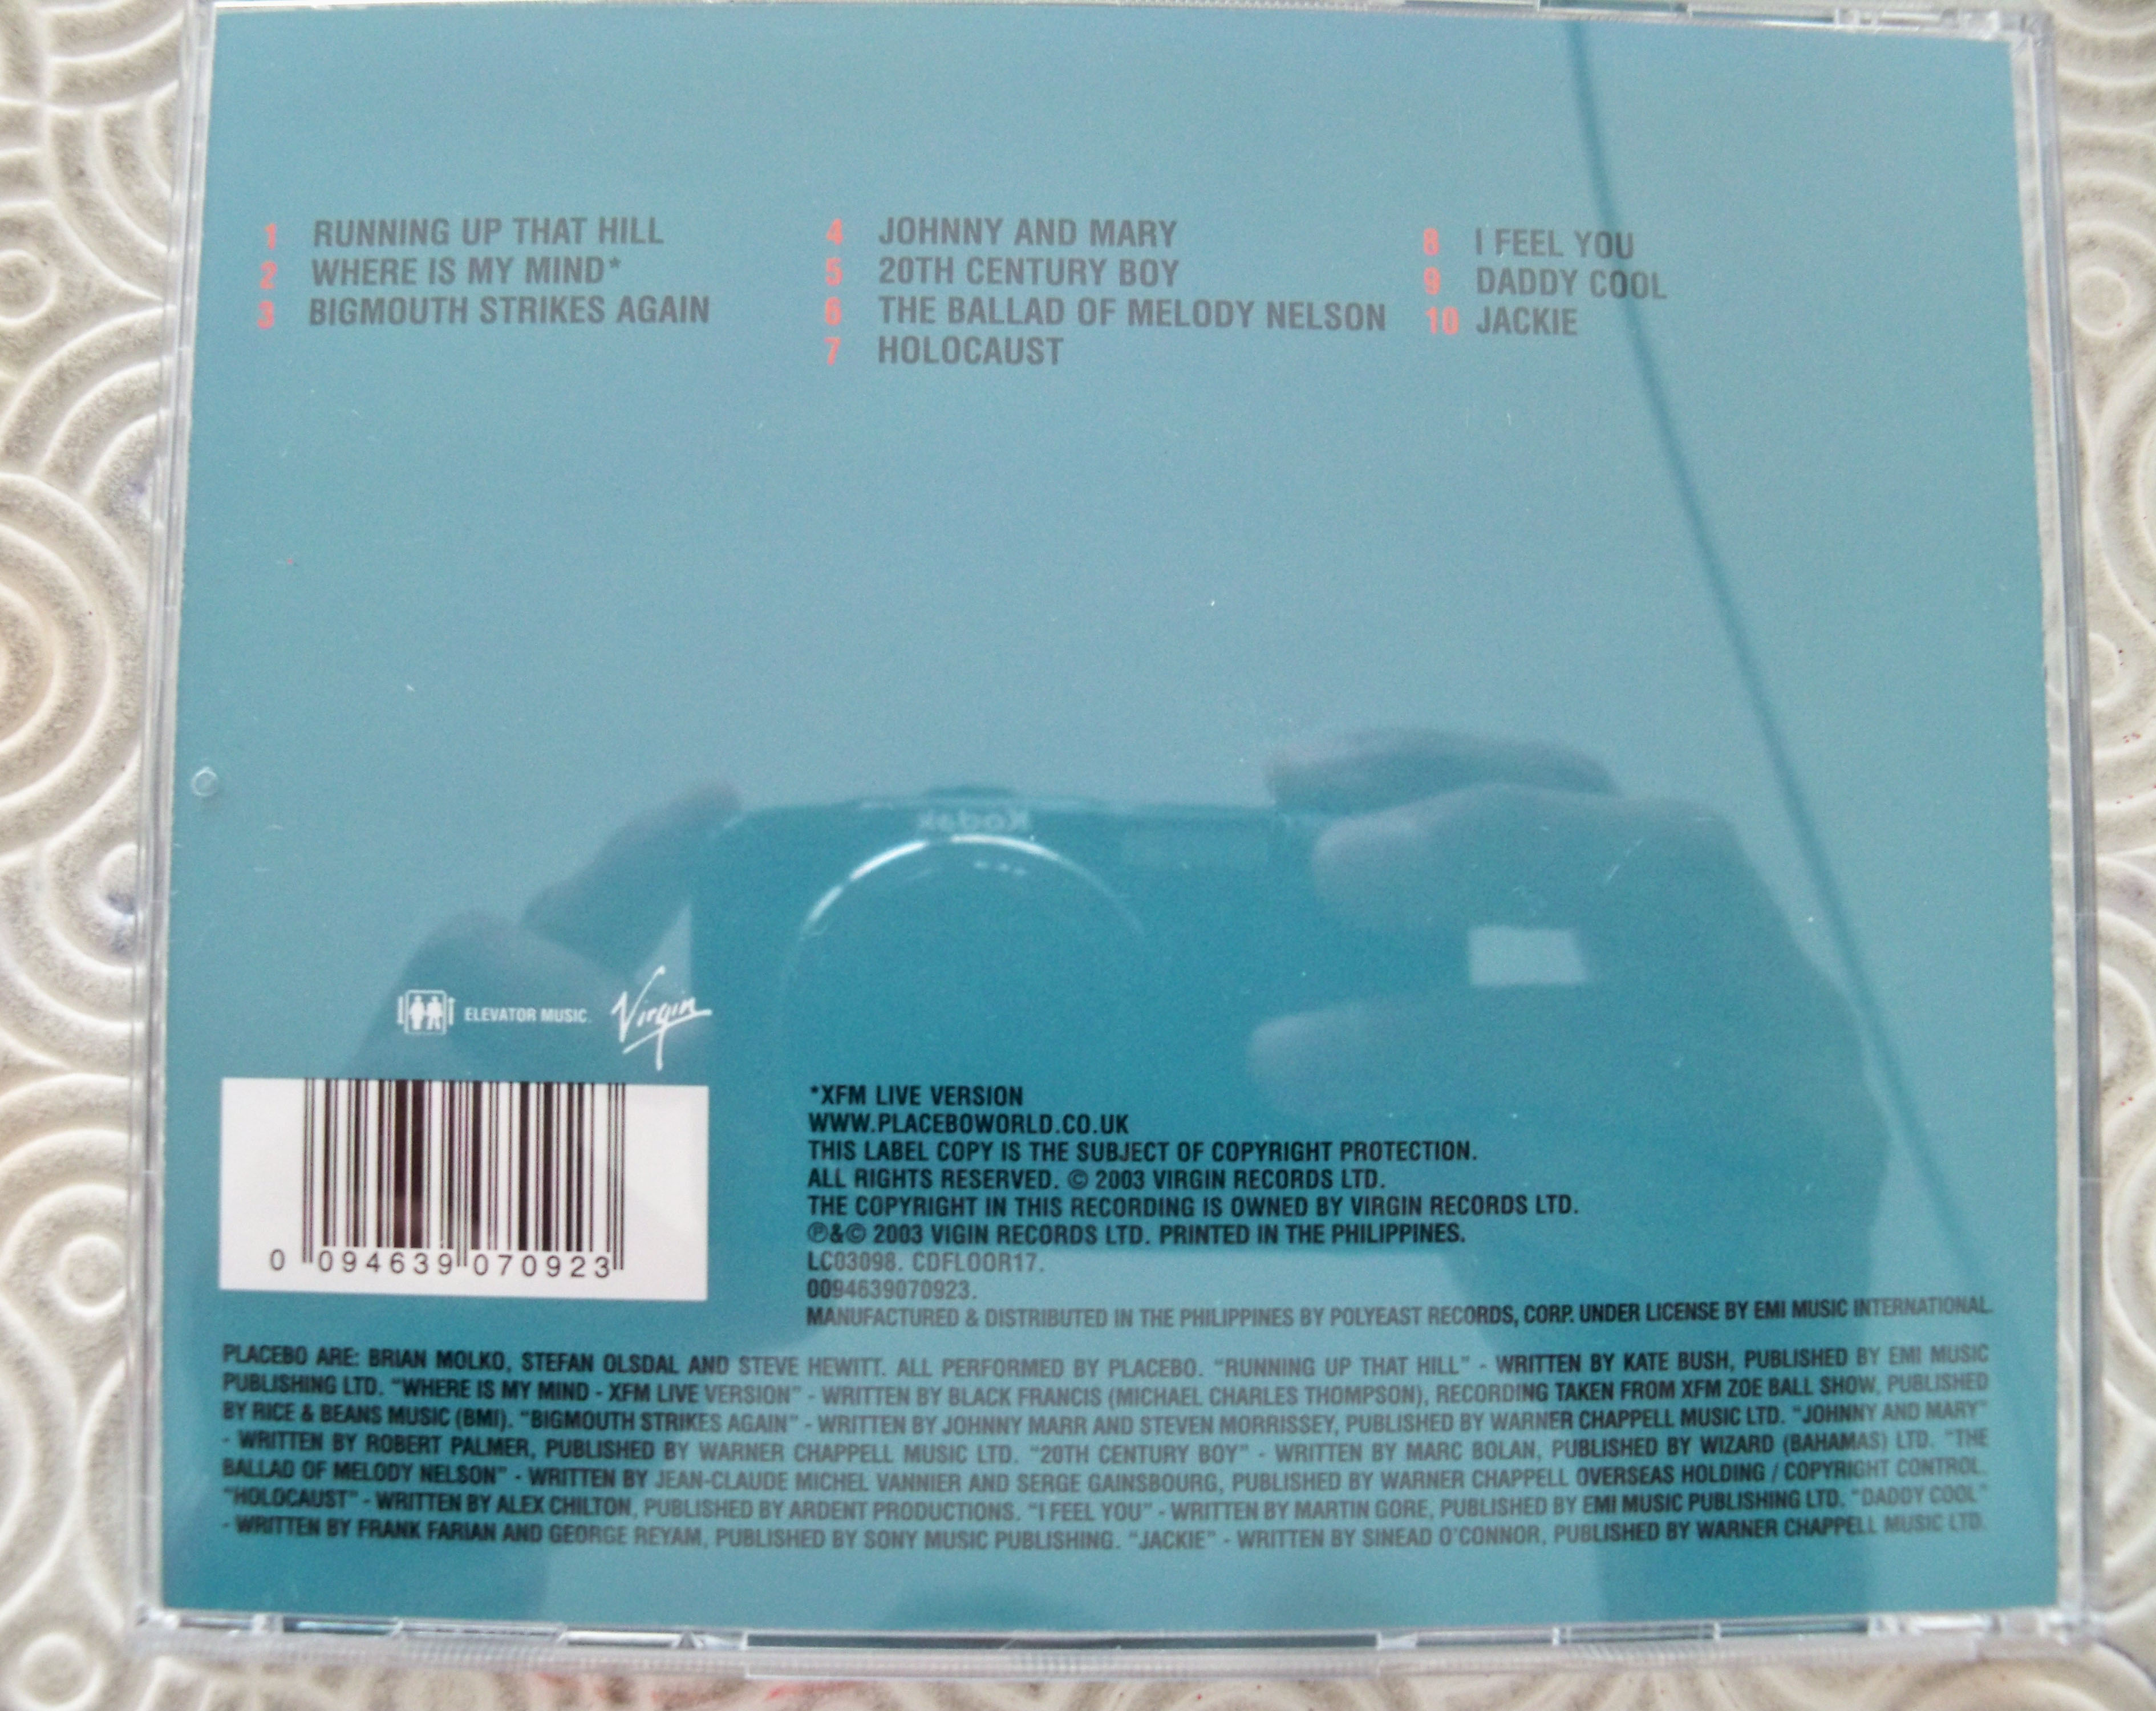 1 RUNNING UP THAT HILL
2 WHERE IS MY MIND*
3 BIGMOUTH STRIKES AGAIN
4 JOHNNY AND MARY
5 20TH CENTURY BOY
6 THE BALLAD OF MELODY NELSON
7 HOLOCAUST
8 I FEEL YOU
9 DADDY COOL
10 JACKIE
Kodak
ELEVATOR MUSIC.
Virgin
0 094639 070923
*XFM LIVE VERSION
WWW.PLACEBOWORLD.CO.UK
THIS LABEL COPY IS THE SUBJECT OF COPYRIGHT PROTECTION.
ALL RIGHTS RESERVED. © 2003 VIRGIN RECORDS LTD.
THE COPYRIGHT IN THIS RECORDING IS OWNED BY VIRGIN RECORDS LTD.
℗&© 2003 VIGIN RECORDS LTD. PRINTED IN THE PHILIPPINES.
LC03098. CDFLOOR17.
0094639070923.
MANUFACTURED & DISTRIBUTED IN THE PHILIPPINES BY POLYEAST RECORDS, CORP. UNDER LICENSE BY EMI MUSIC INTERNATIONAL.
PLACEBO ARE: BRIAN MOLKO, STEFAN OLSDAL AND STEVE HEWITT. ALL PERFORMED BY PLACEBO. "RUNNING UP THAT HILL" - WRITTEN BY KATE BUSH, PUBLISHED BY EMI MUSIC
PUBLISHING LTD. "WHERE IS MY MIND - XFM LIVE VERSION" - WRITTEN BY BLACK FRANCIS (MICHAEL CHARLES THOMPSON), RECORDING TAKEN FROM XFM ZOE BALL SHOW, PUBLISHED
BY RICE & BEANS MUSIC (BMI). "BIGMOUTH STRIKES AGAIN" - WRITTEN BY JOHNNY MARR AND STEVEN MORRISSEY, PUBLISHED BY WARNER CHAPPELL MUSIC LTD. "JOHNNY AND MARY"
- WRITTEN BY ROBERT PALMER, PUBLISHED BY WARNER CHAPPELL MUSIC LTD. "20TH CENTURY BOY" - WRITTEN BY MARC BOLAN, PUBLISHED BY WIZARD (BAHAMAS) LTD. "THE
BALLAD OF MELODY NELSON" - WRITTEN BY JEAN-CLAUDE MICHEL VANNIER AND SERGE GAINSBOURG, PUBLISHED BY WARNER CHAPPELL OVERSEAS HOLDING / COPYRIGHT CONTROL.
"HOLOCAUST" - WRITTEN BY ALEX CHILTON, PUBLISHED BY ARDENT PRODUCTIONS. "I FEEL YOU" - WRITTEN BY MARTIN GORE, PUBLISHED BY EMI MUSIC PUBLISHING LTD. "DADDY COOL"
- WRITTEN BY FRANK FARIAN AND GEORGE REYAM, PUBLISHED BY SONY MUSIC PUBLISHING. "JACKIE" - WRITTEN BY SINEAD O'CONNOR, PUBLISHED BY WARNER CHAPPELL MUSIC LTD.